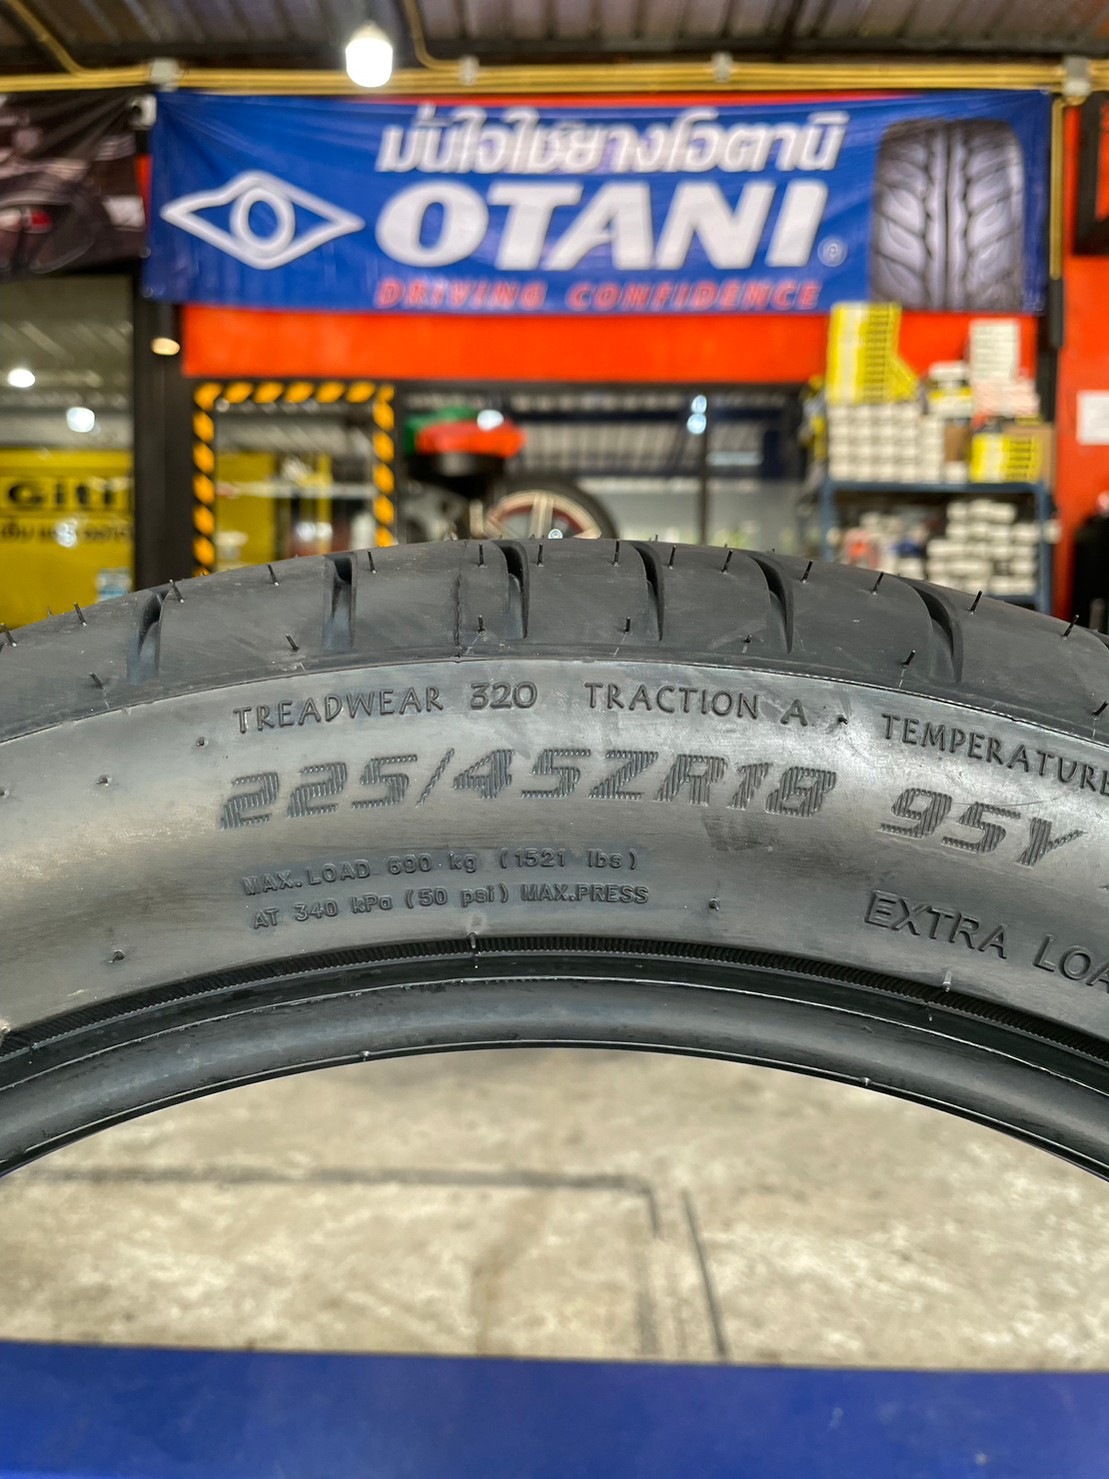 มั่นใจใช้ยางโอตานิ
OTANI®
DRIVING CONFIDENCE
Giti
TREADWEAR 320 TRACTION A TEMPERATURE
225/45ZR18 95Y
MAX. LOAD 690 kg (1521 lbs)
AT 340 kPa (50 psi) MAX.PRESS
EXTRA LOA